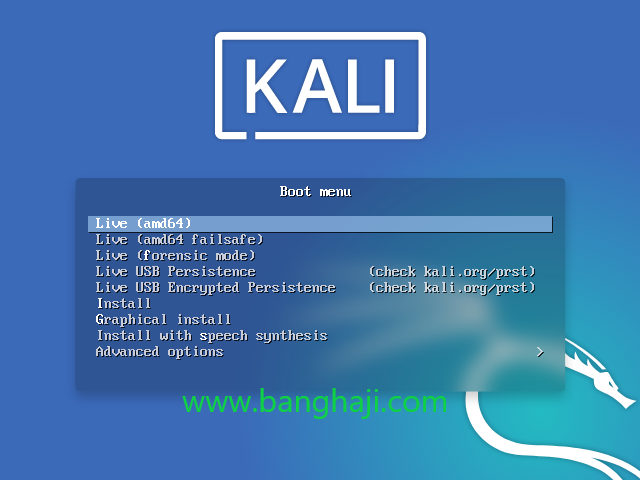 KALI
Boot menu
Live (amd64)
Live (amd64 failsafe)
Live (forensic mode)
Live USB Persistence (check kali.org/prst)
Live USB Encrypted Persistence (check kali.org/prst)
Install
Graphical install
Install with speech synthesis
Advanced options >
www.banghaji.com